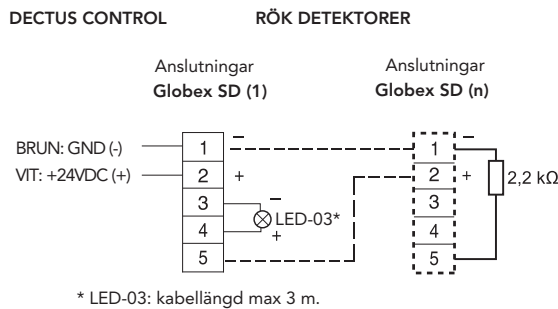 DECTUS CONTROL RÖK DETEKTORER
Anslutningar Anslutningar
Globex SD (1) Globex SD (n)
BRUN: GND (-) 1 – 1 –
VIT: +24VDC (+) 2 + 2 + 2,2 kΩ
3 – 3
LED-03*
4 + 4
5 5
* LED-03: kabellängd max 3 m.